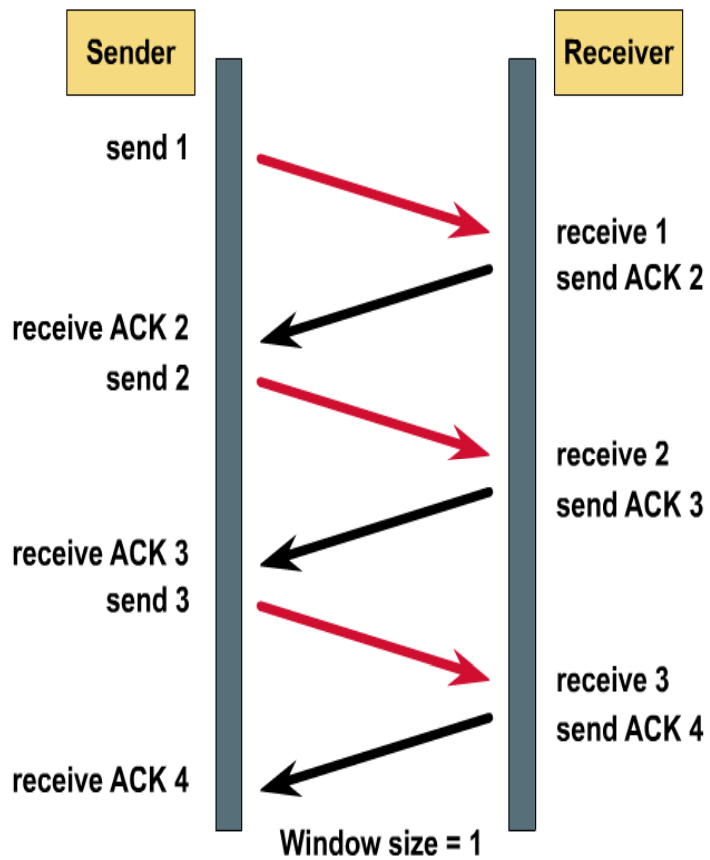 Sender
Receiver
send 1
receive 1
send ACK 2
receive ACK 2
send 2
receive 2
send ACK 3
receive ACK 3
send 3
receive 3
send ACK 4
receive ACK 4
Window size = 1